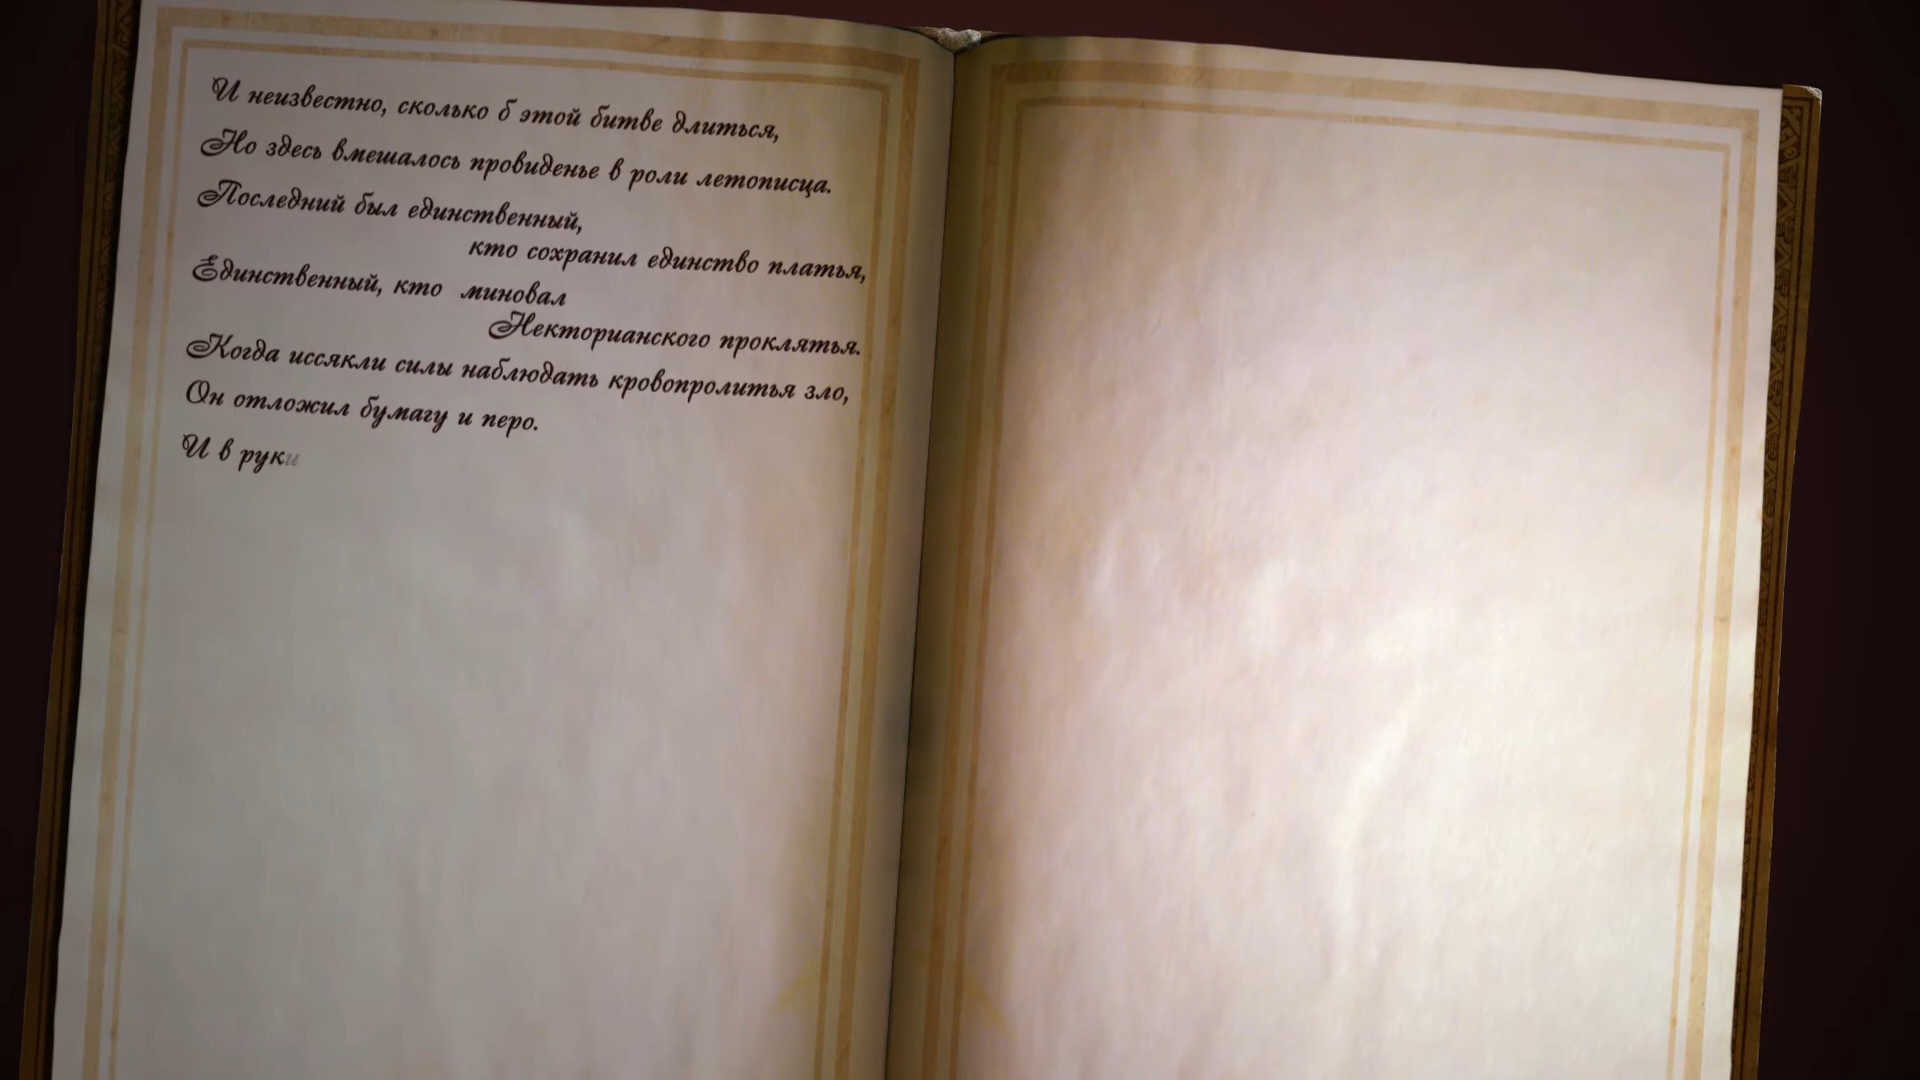 И неизвестно, сколько б этой битве длиться,
Но здесь вмешалось провиденье в роли летописца.
Последний был единственный,
кто сохранил единство платья,
Единственный, кто миновал
Некторианского проклятья.
Когда иссякли силы наблюдать кровопролитья зло,
Он отложил бумагу и перо.
И в руки